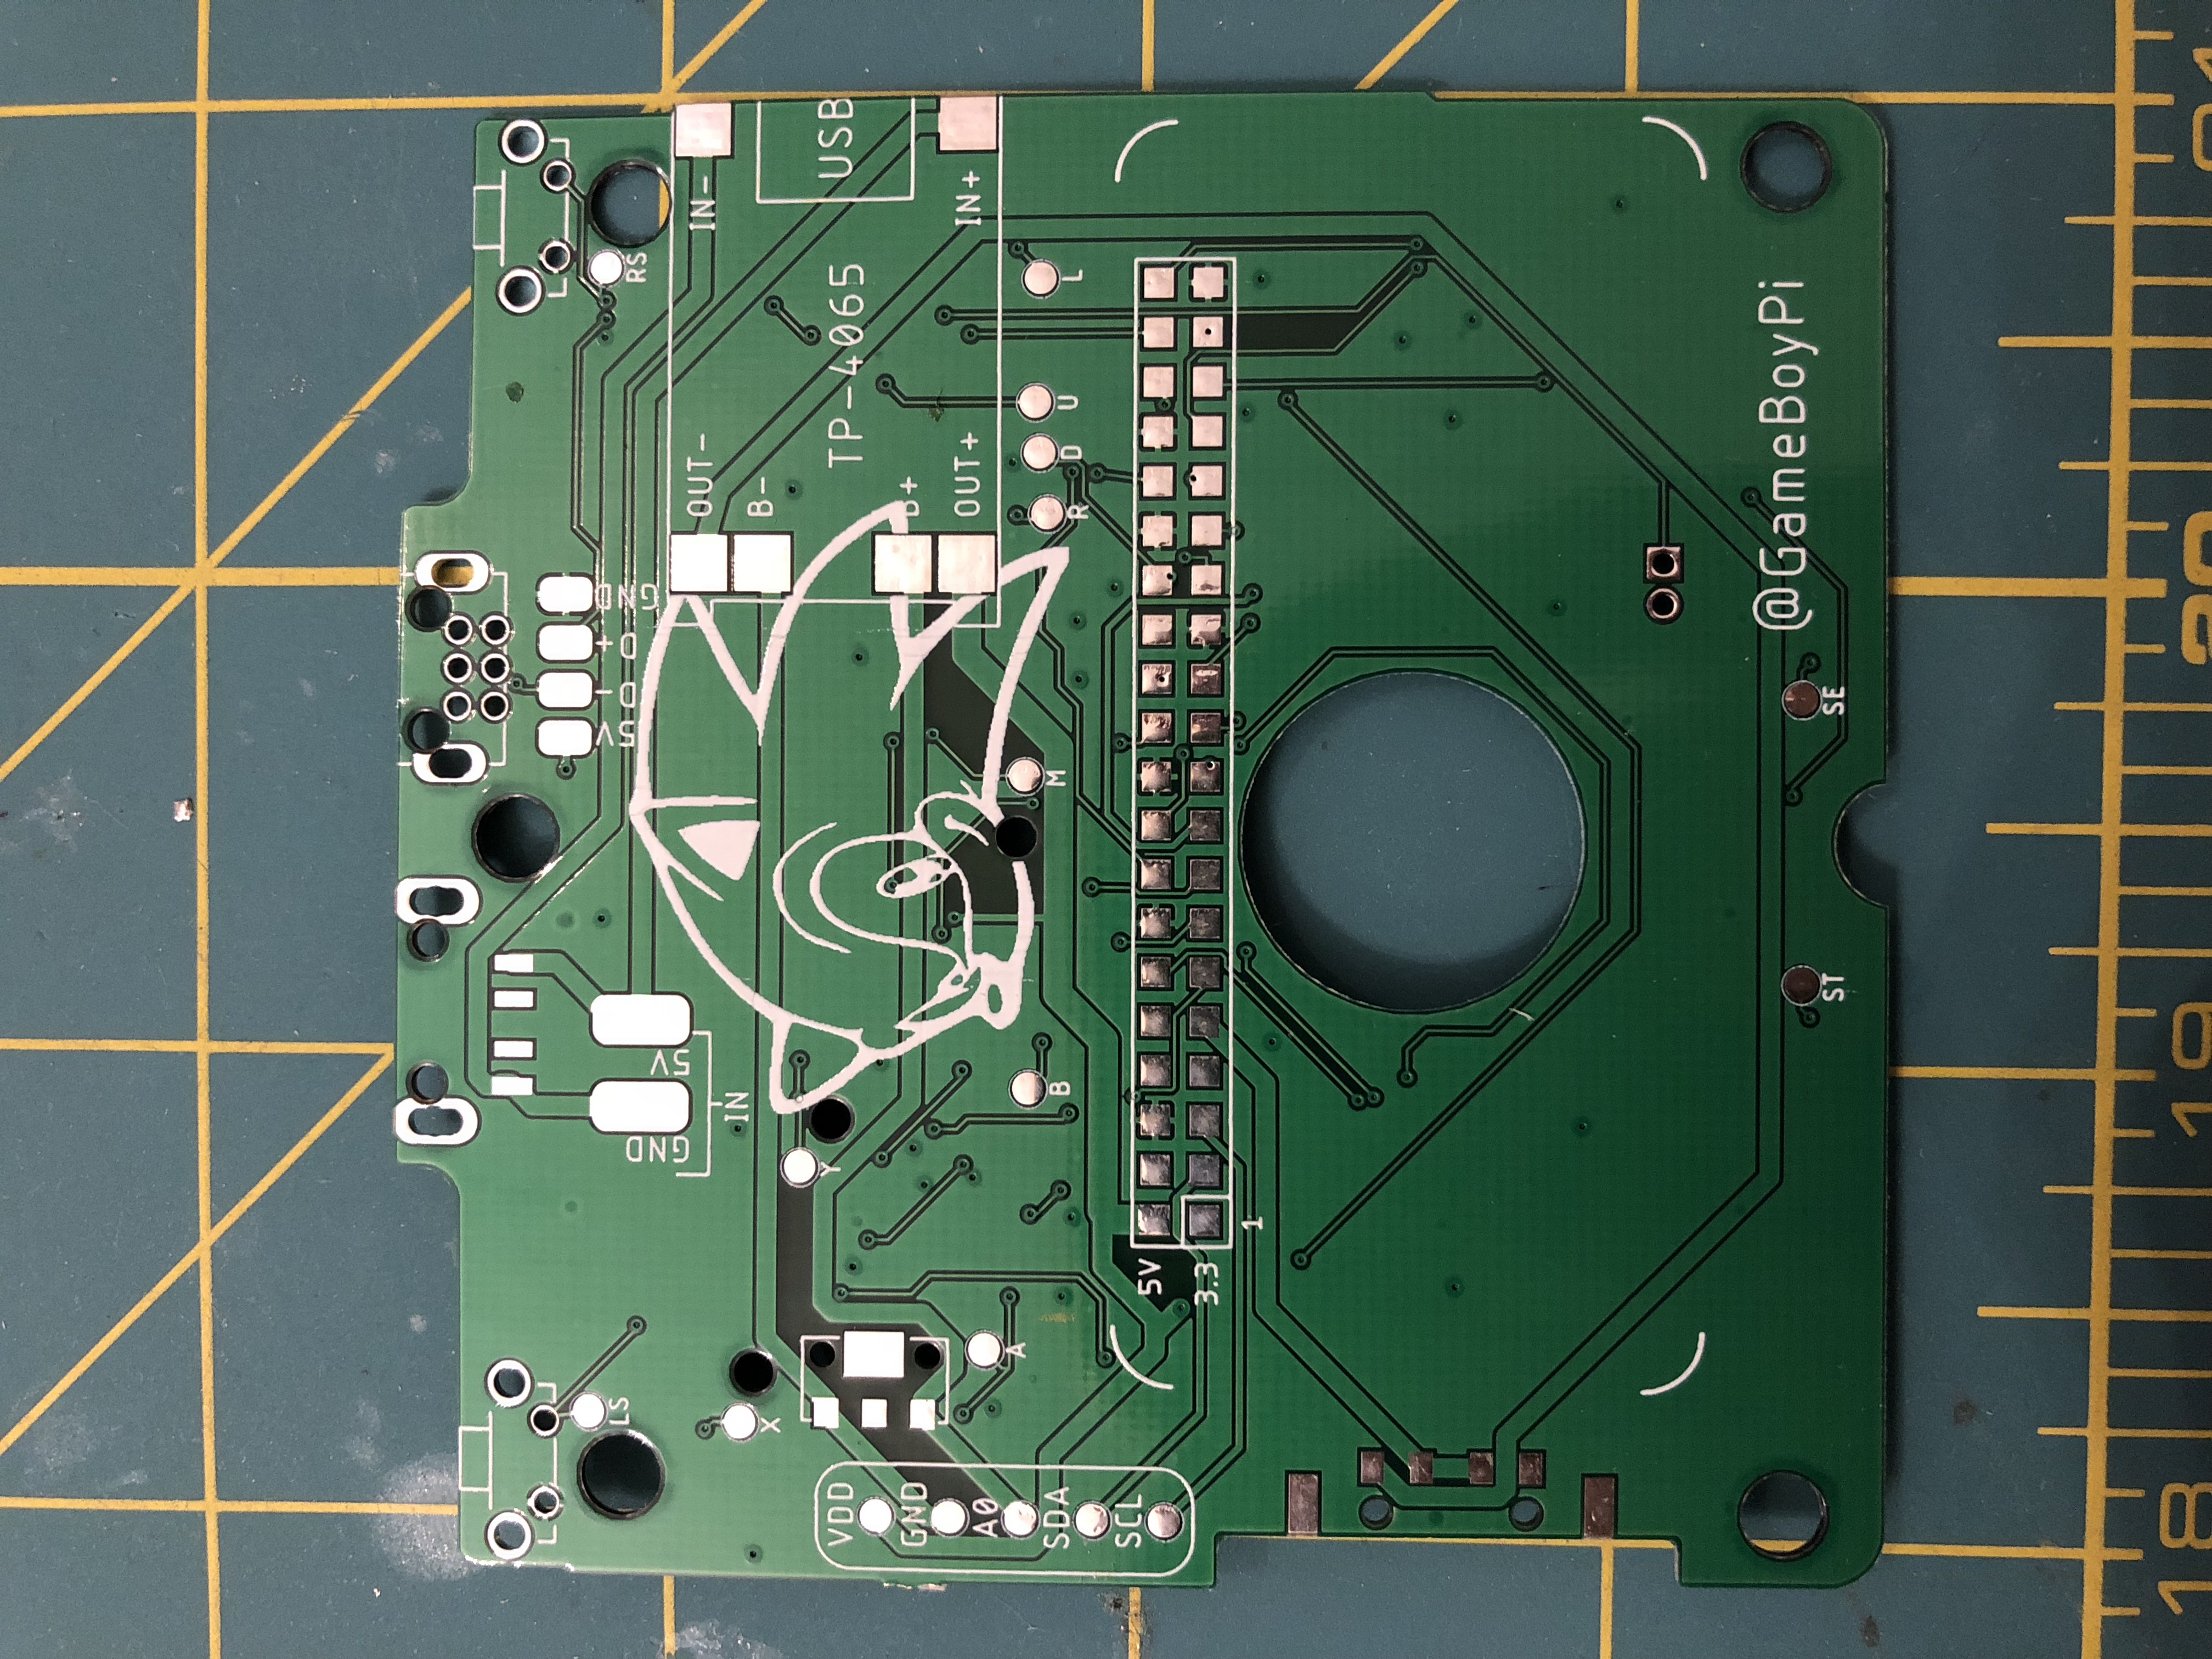 LS
5V
D-
D+
GND
RS
GND
5V
IN
OUT-
IN-
B-
X
Y
TP-4065
USB
VDD
GND
A0
SDA
SCL
B+
OUT+
IN+
A
B
M
R
D
U
L
5V
3.3
1
@GameBoyPi
ST
SE
18
19
20
21